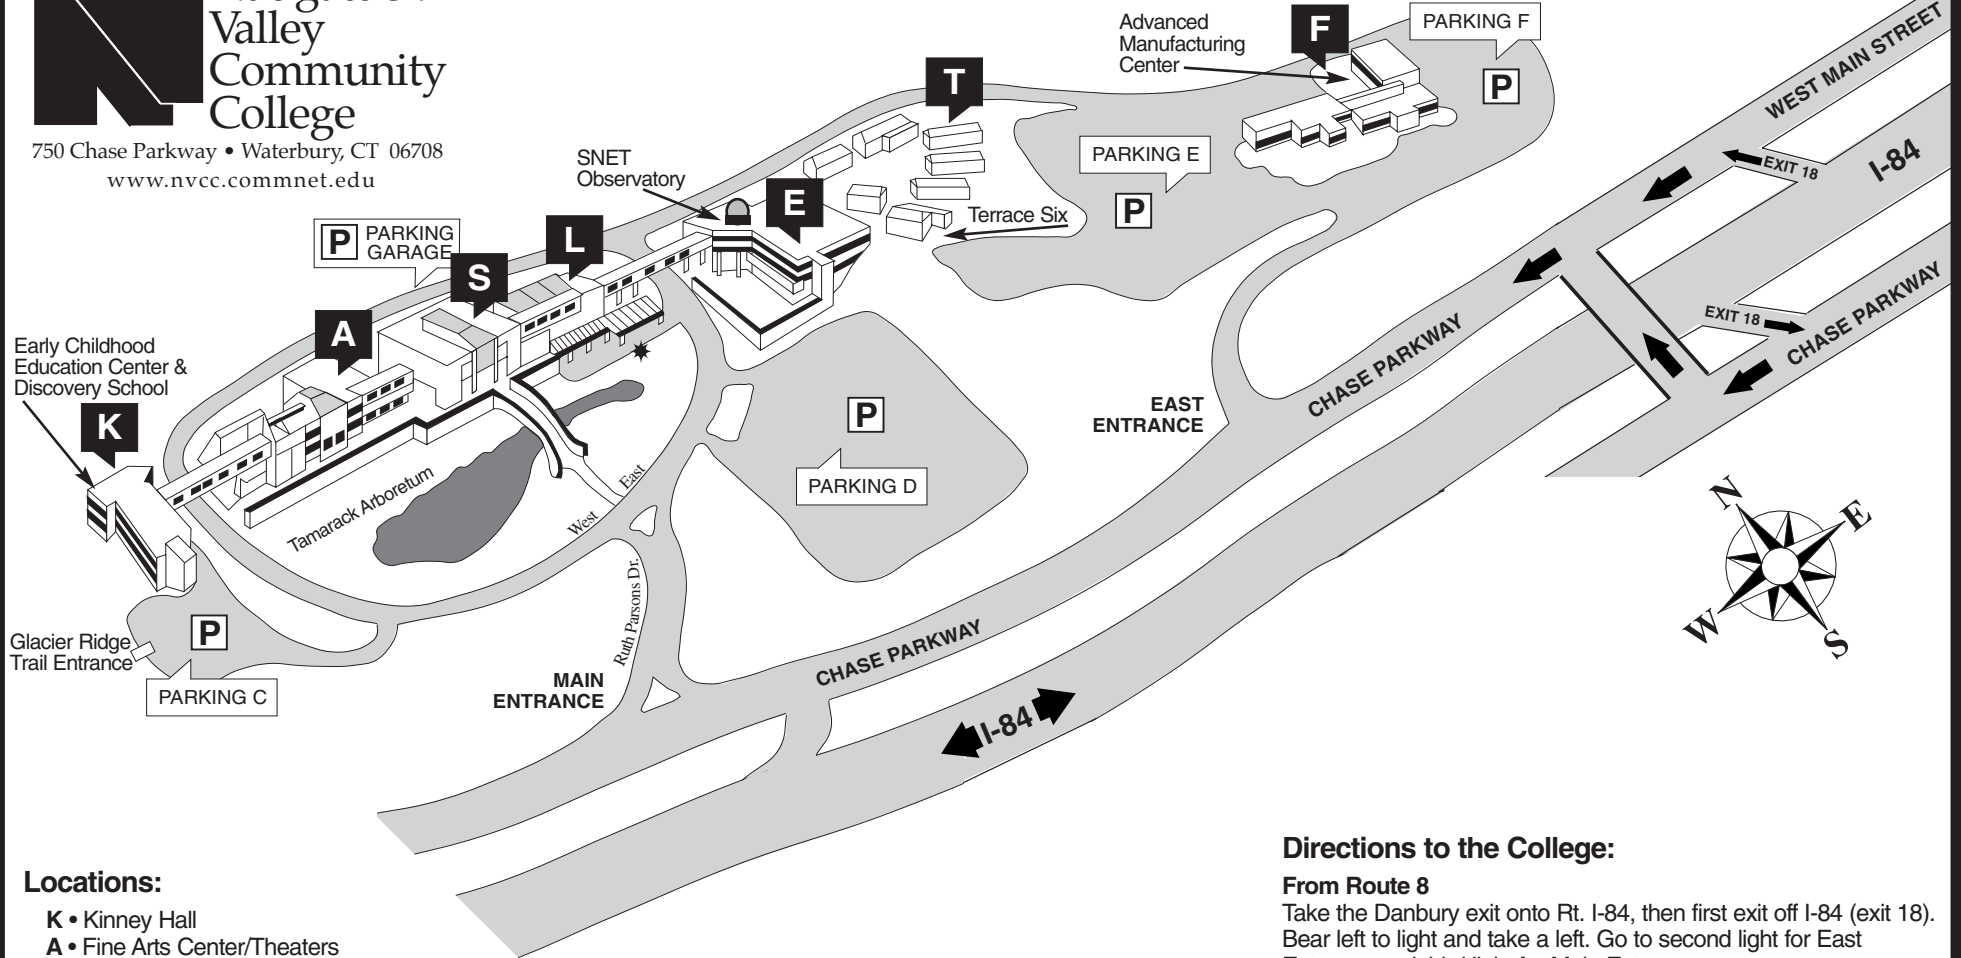 Valley
Community
College
750 Chase Parkway • Waterbury, CT 06708
www.nvcc.commnet.edu
Advanced
Manufacturing
Center
F
PARKING F
P
WEST MAIN STREET
T
PARKING E
P
EXIT 18
I-84
SNET
Observatory
E
Terrace Six
P PARKING
GARAGE
L
S
A
EXIT 18
CHASE PARKWAY
CHASE PARKWAY
Early Childhood
Education Center &
Discovery School
K
P
PARKING D
EAST
ENTRANCE
East
West
Tamarack Arboretum
N
E
W
S
Ruth Parsons Dr.
Glacier Ridge
Trail Entrance
P
PARKING C
MAIN
ENTRANCE
CHASE PARKWAY
I-84
Locations:
K • Kinney Hall
A • Fine Arts Center/Theaters
Directions to the College:
From Route 8
Take the Danbury exit onto Rt. I-84, then first exit off I-84 (exit 18).
Bear left to light and take a left. Go to second light for East